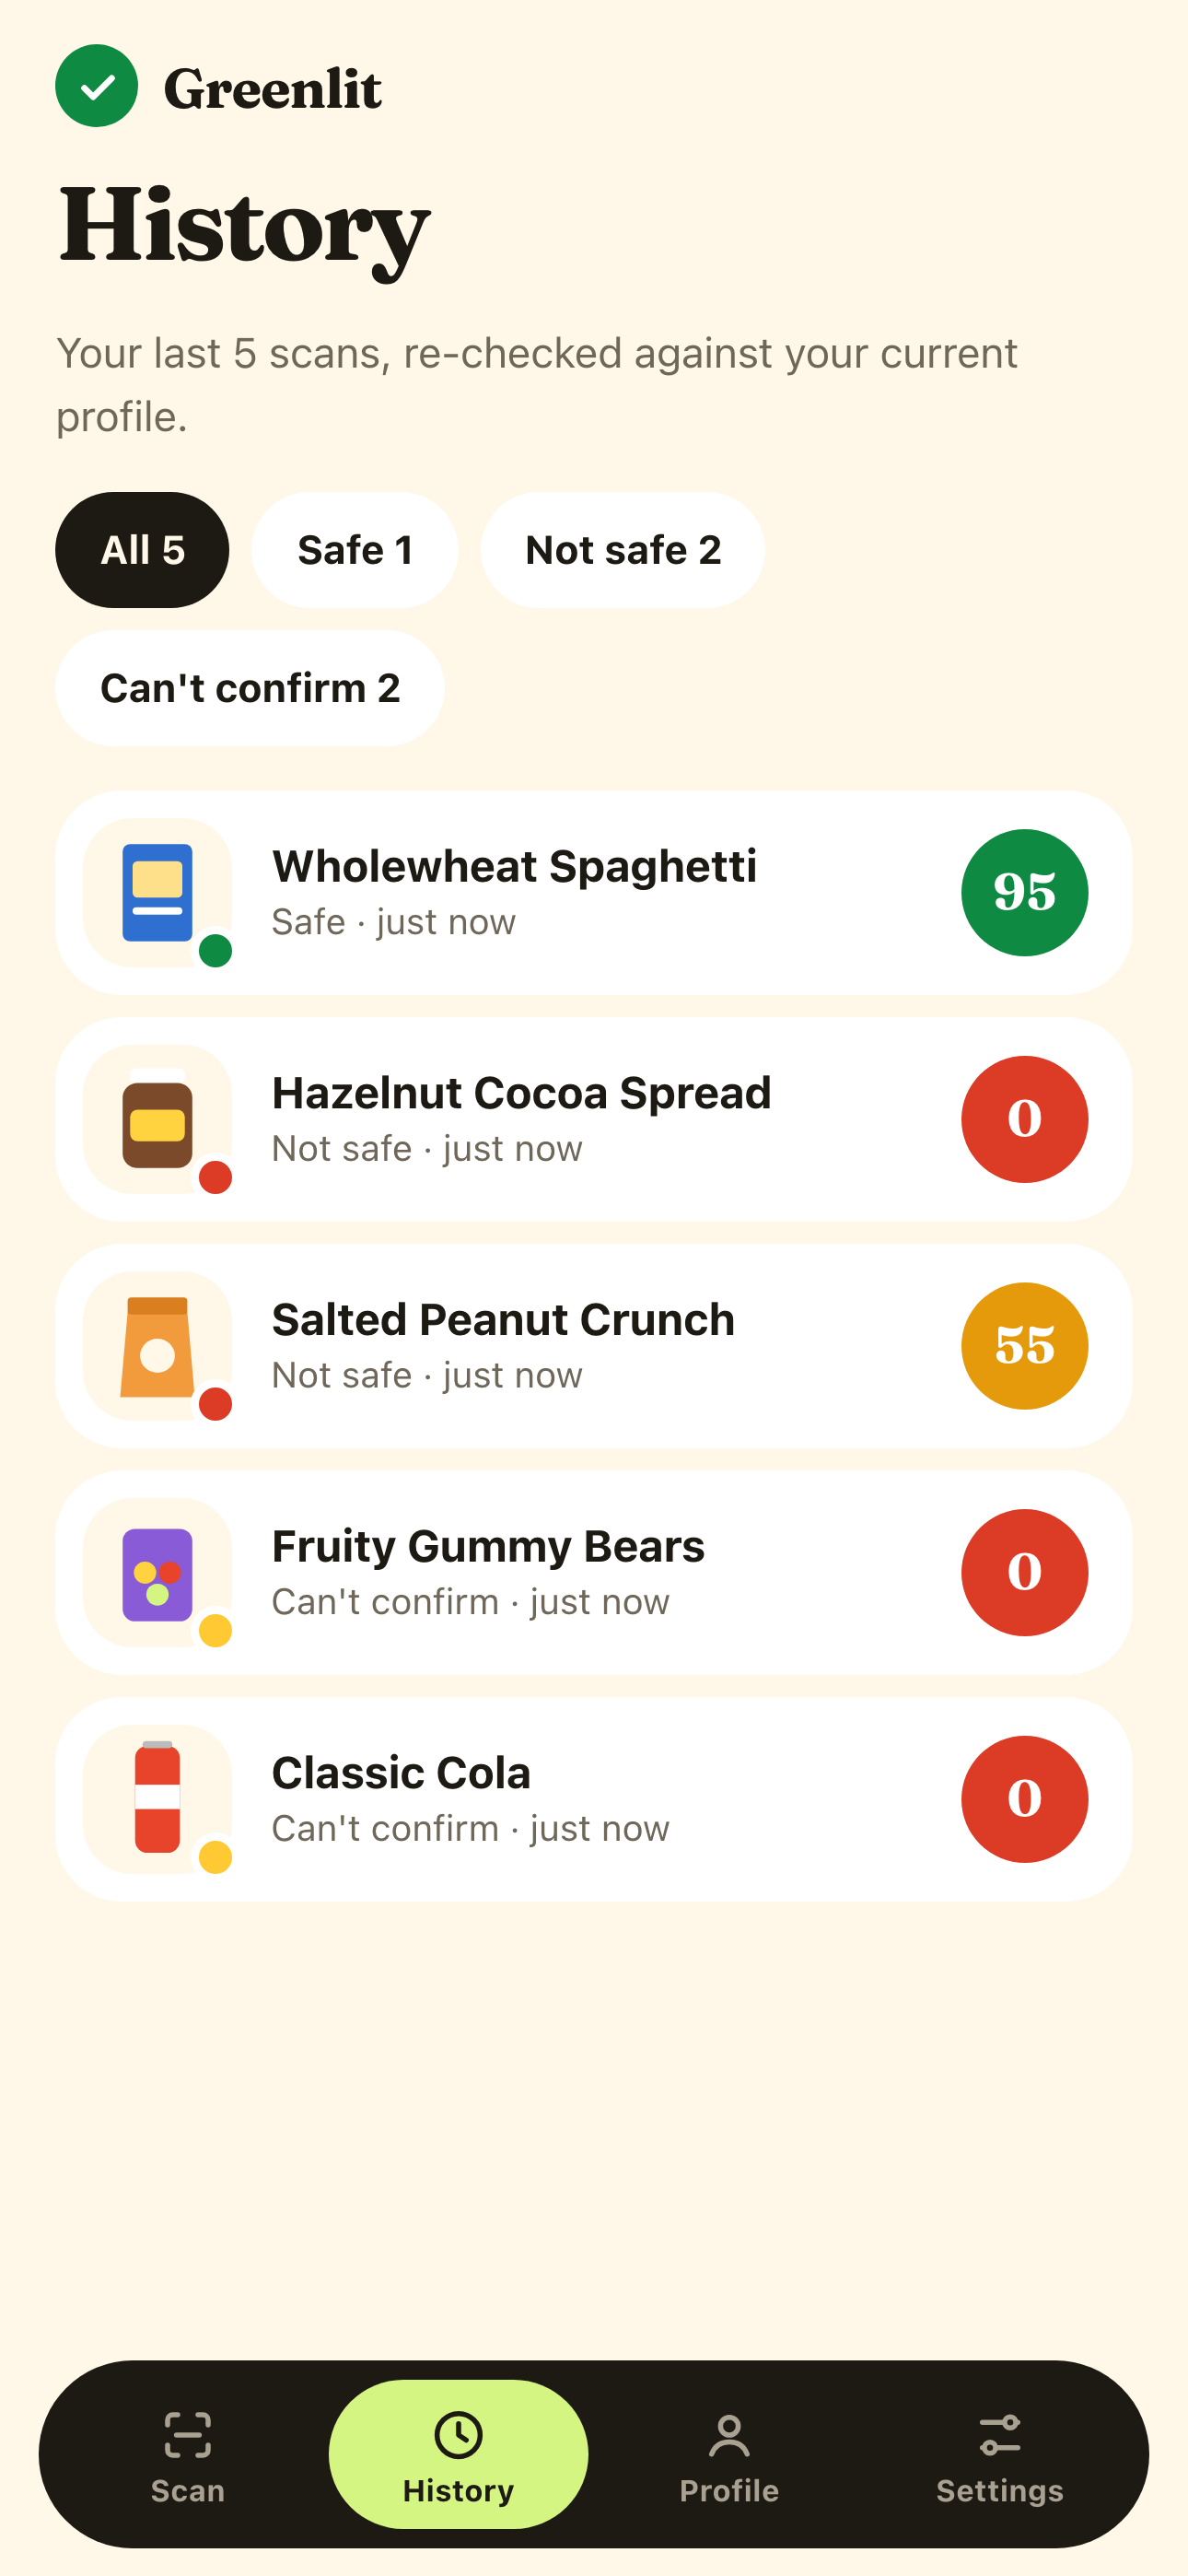 Greenlit
History
Your last 5 scans, re-checked against your current
profile.
All 5
Safe 1
Not safe 2
Can't confirm 2
Wholewheat Spaghetti
Safe · just now
95
Hazelnut Cocoa Spread
Not safe · just now
0
Salted Peanut Crunch
Not safe · just now
55
Fruity Gummy Bears
Can't confirm · just now
0
Classic Cola
Can't confirm · just now
0
Scan
History
Profile
Settings